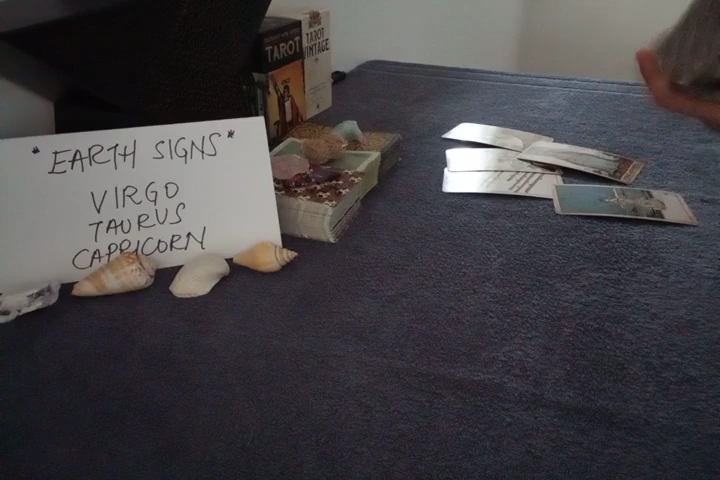 "EARTH SIGNS"
VIRGO
TAURUS
CAPRICORN
TAROT
TAROT
VINTAGE